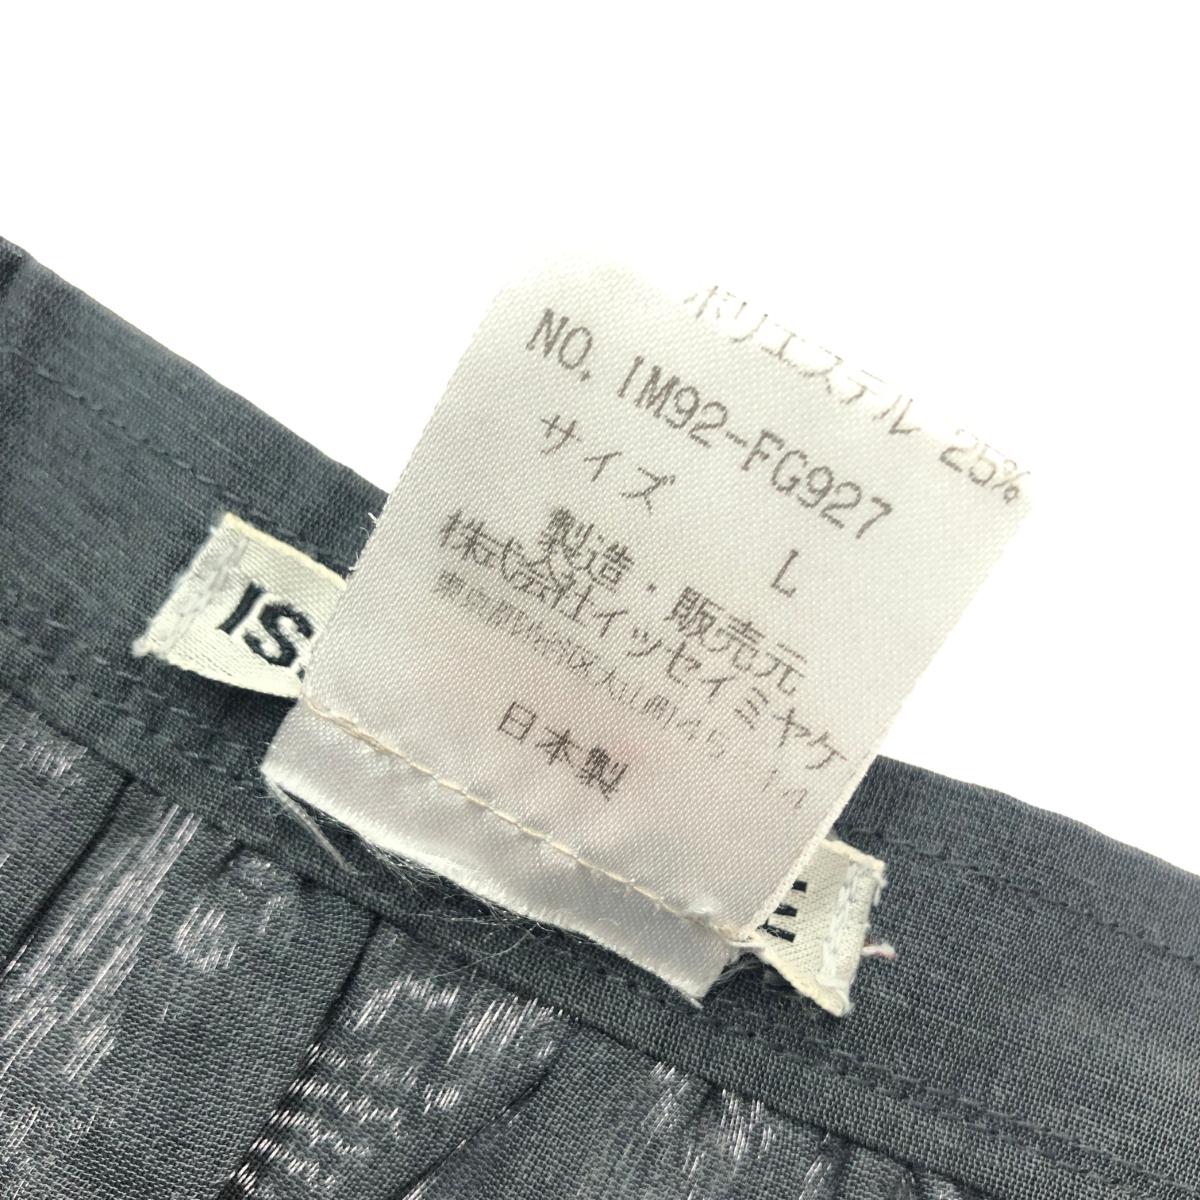 ポリエステル 25%
NO. IM92-FG927
サイズ L
製造・販売元
株式会社イッセイミヤケ
日本製
IS
E